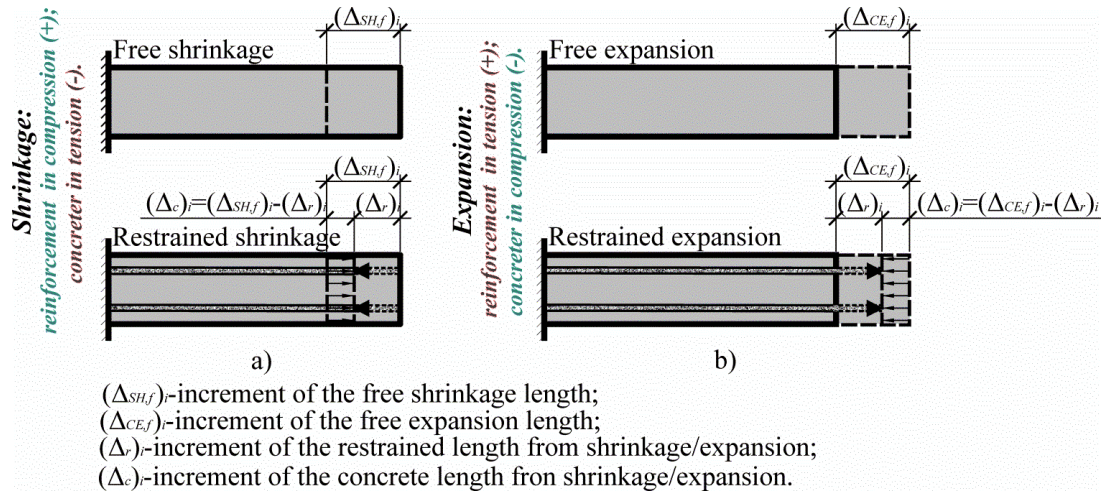 Shrinkage:
reinforcement in compression (+);
concreter in tension (-).
(ΔSH,f)i
Free shrinkage
(ΔSH,f)i
(Δc)i=(ΔSH,f)i-(Δr)i
(Δr)i
Restrained shrinkage
a)
Expansion:
reinforcement in tension (+);
concreter in compression (-).
(ΔCE,f)i
Free expansion
(ΔCE,f)i
(Δr)i
(Δc)i=(ΔCE,f)i-(Δr)i
Restrained expansion
b)
(ΔSH,f)i-increment of the free shrinkage length;
(ΔCE,f)i-increment of the free expansion length;
(Δr)i-increment of the restrained length from shrinkage/expansion;
(Δc)i-increment of the concrete length fron shrinkage/expansion.